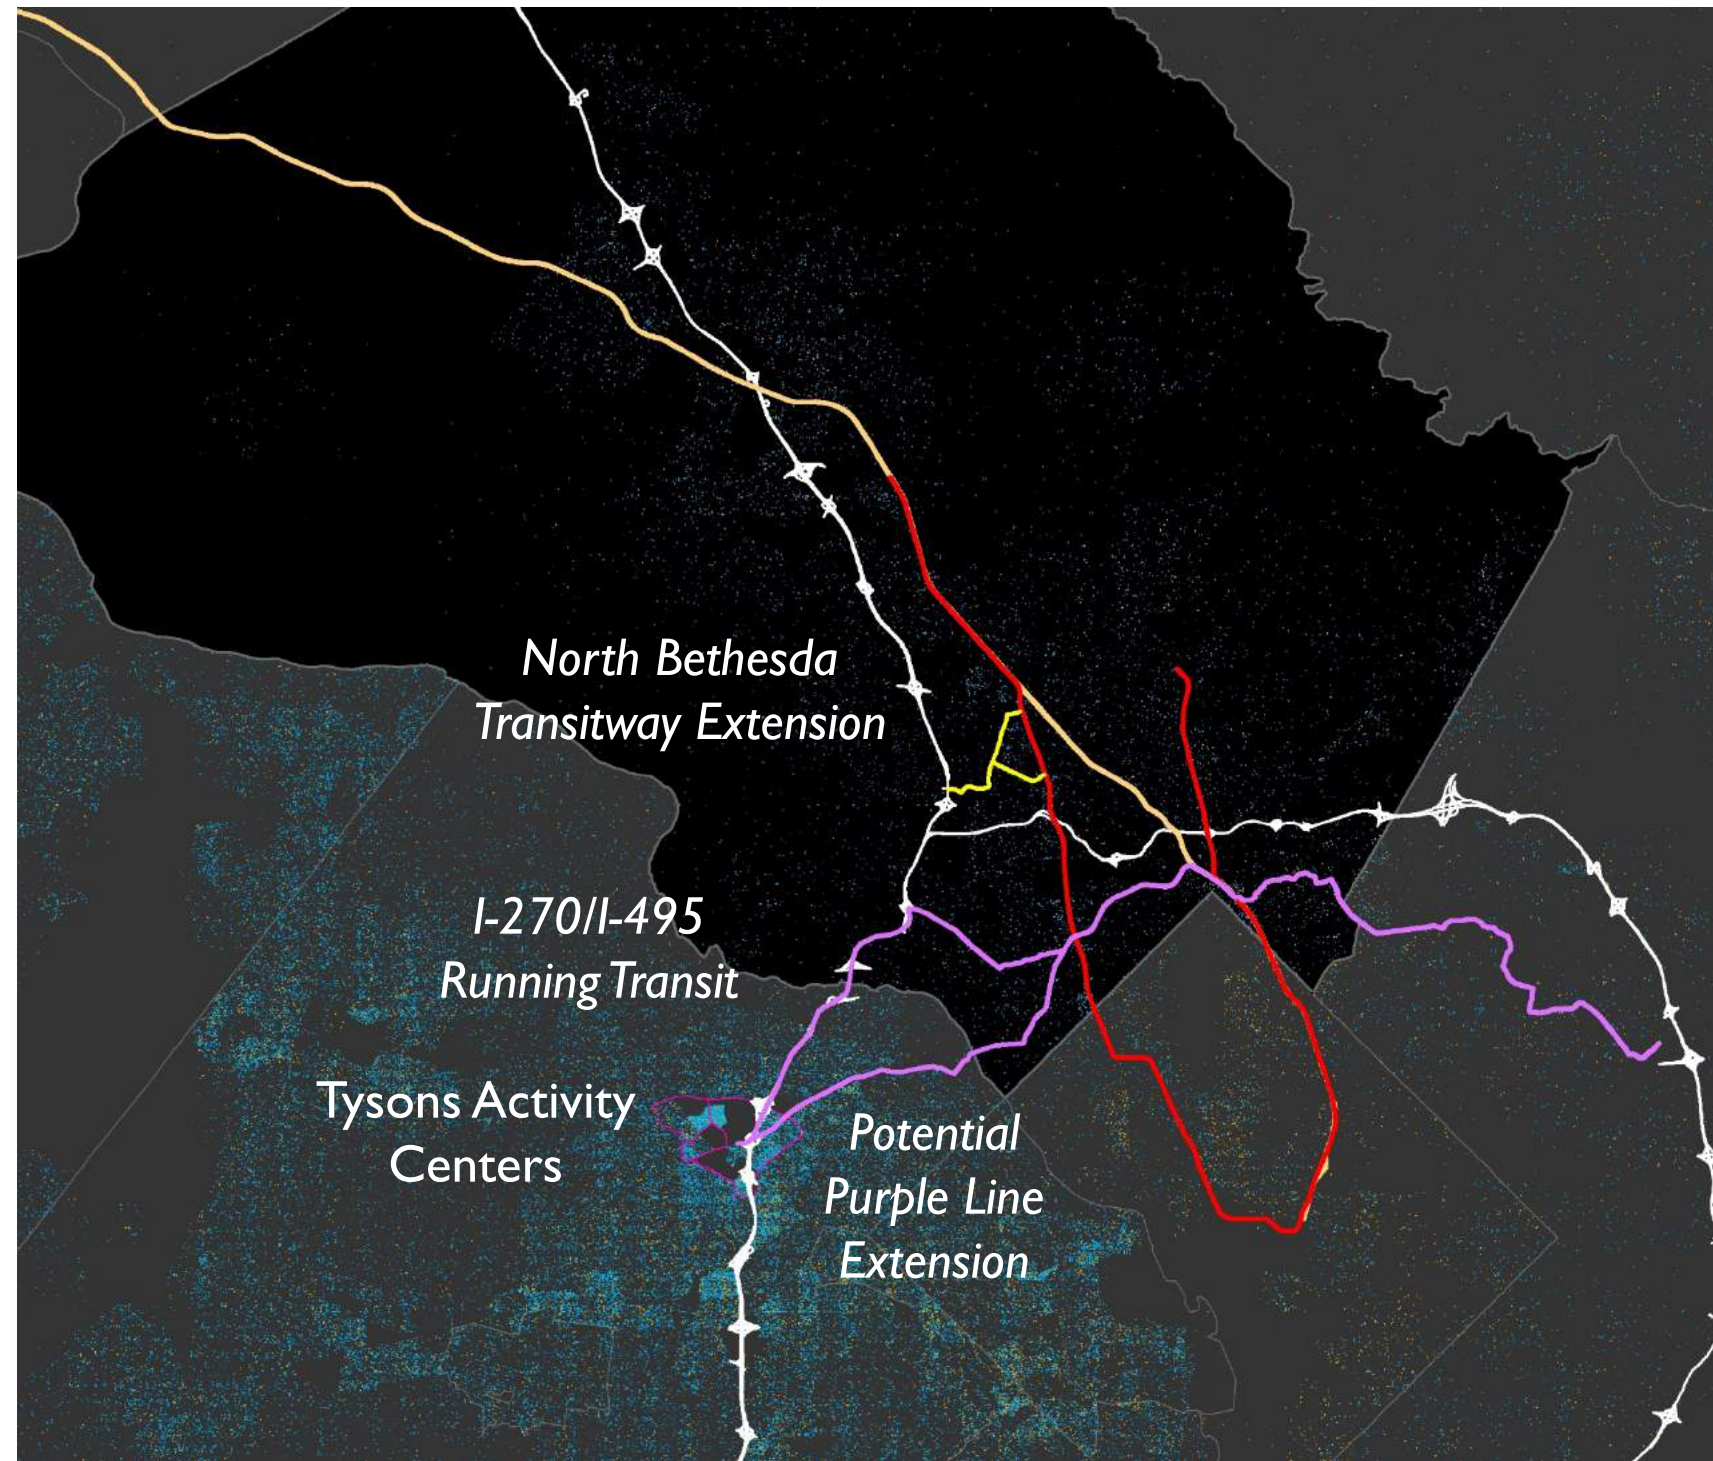 North Bethesda
Transitway Extension
I-270/I-495
Running Transit
Tysons Activity
Centers
Potential
Purple Line
Extension